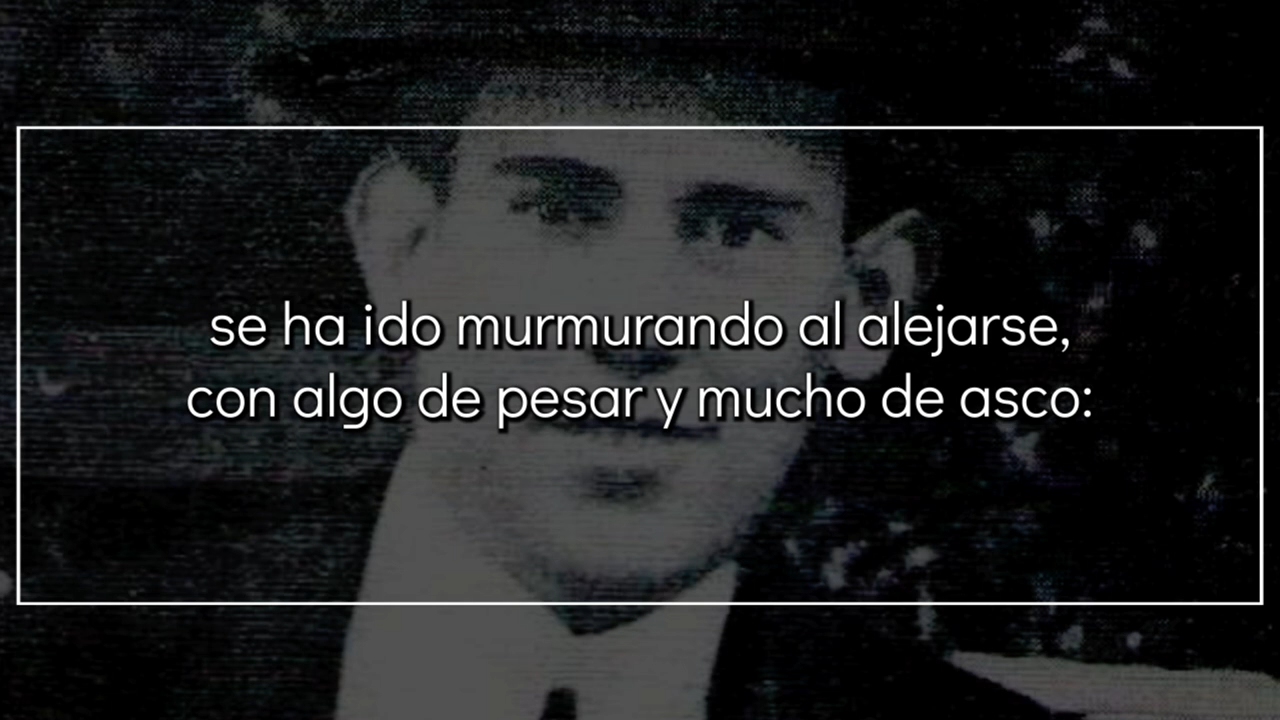 se ha ido murmurando al alejarse,
con algo de pesar y mucho de asco: